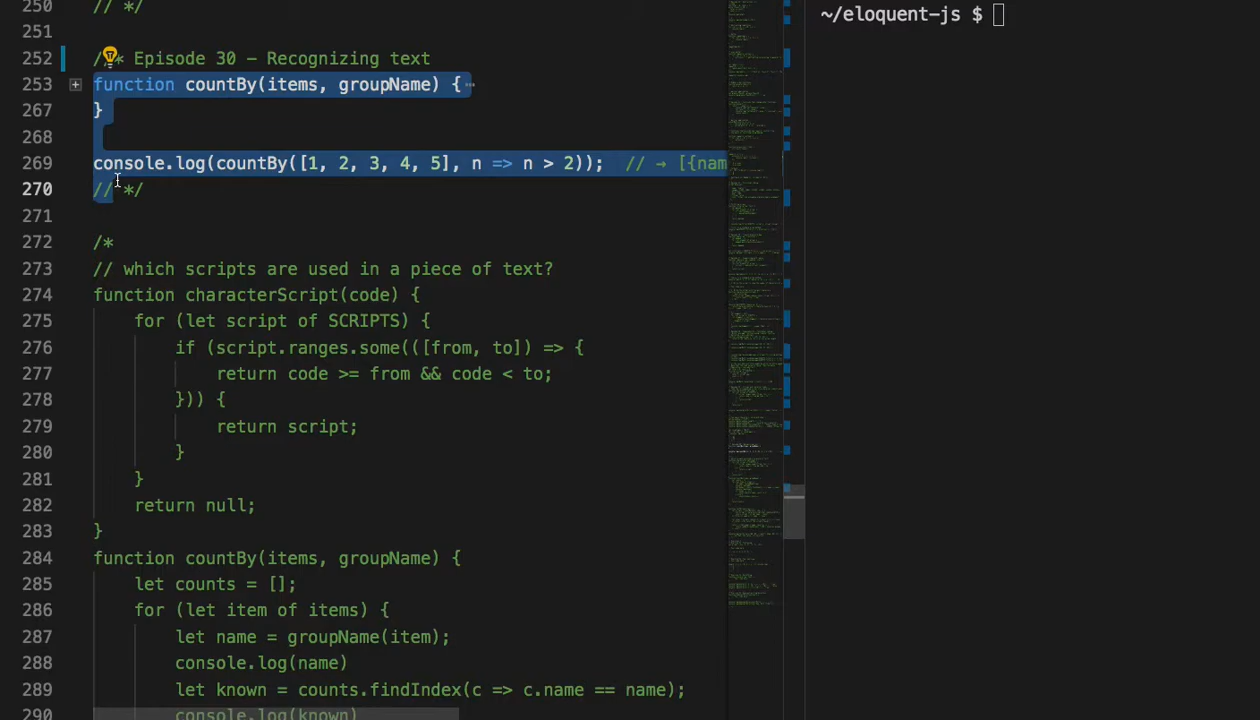 250 // */
~/eloquent-js $
251
252 //* Episode 30 – Recognizing text
253 function countBy(items, groupName) { ⋯
267 }
268
269 console.log(countBy([1, 2, 3, 4, 5], n => n > 2)); // → [{nam
270 // */
271
272 /*
273 // which scripts are used in a piece of text?
274 function characterScript(code) {
275 for (let script of SCRIPTS) {
276 if (script.ranges.some(([from, to]) => {
277 return code >= from && code < to;
278 })) {
279 return script;
280 }
281 }
282 return null;
283 }
284 function countBy(items, groupName) {
285 let counts = [];
286 for (let item of items) {
287 let name = groupName(item);
288 console.log(name)
289 let known = counts.findIndex(c => c.name == name);
290 console.log(known)